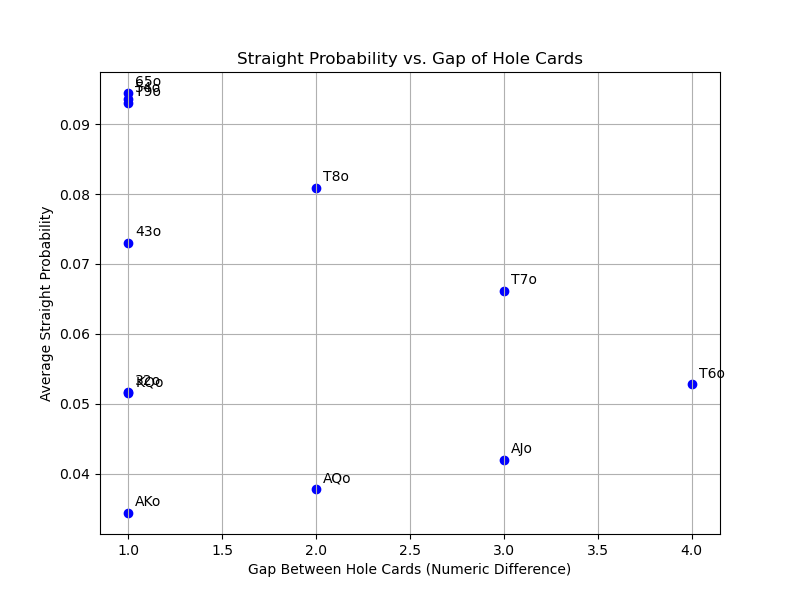 Straight Probability vs. Gap of Hole Cards
65o
T9o
0.09
T8o
0.08
43o
0.07
T7o
0.06
T6o
32o
KQo
0.05
AJo
AQo
0.04
AKo
1.0 1.5 2.0 2.5 3.0 3.5 4.0
Gap Between Hole Cards (Numeric Difference)
Average Straight Probability